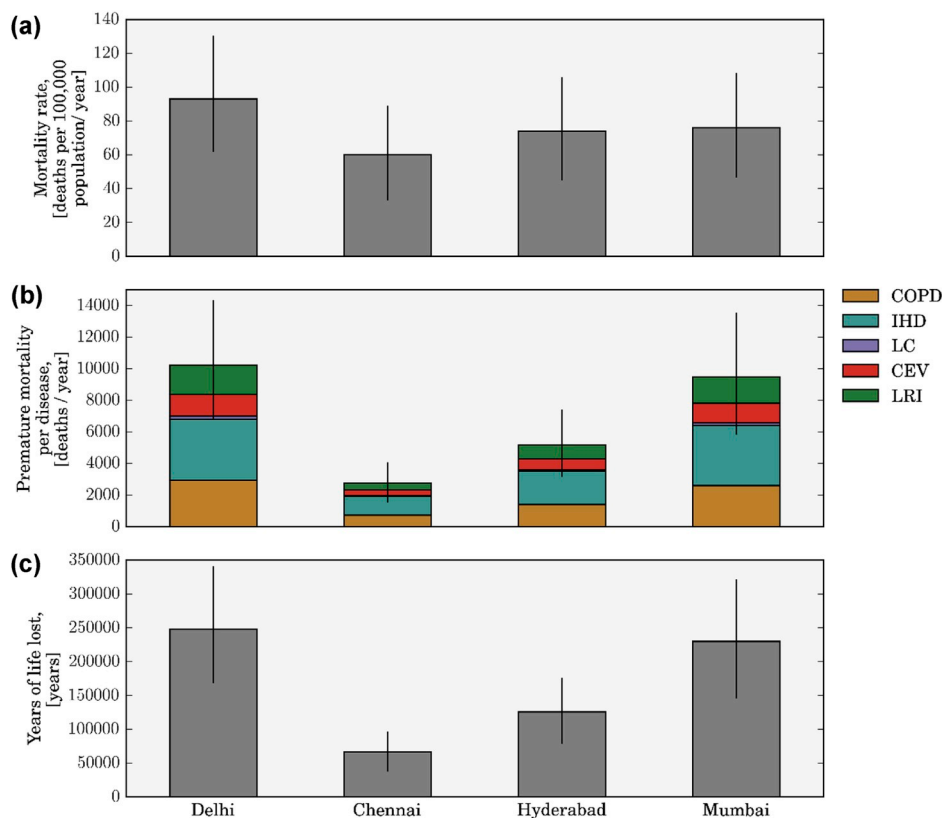 (a)
Mortality rate,
[deaths per 100,000
population/ year]
140
120
100
80
60
40
20
0
(b)
Premature mortality
per disease,
[deaths / year]
14000
12000
10000
8000
6000
4000
2000
0
COPD
IHD
LC
CEV
LRI
(c)
Years of life lost,
[years]
350000
300000
250000
200000
150000
100000
50000
0
Delhi Chennai Hyderabad Mumbai